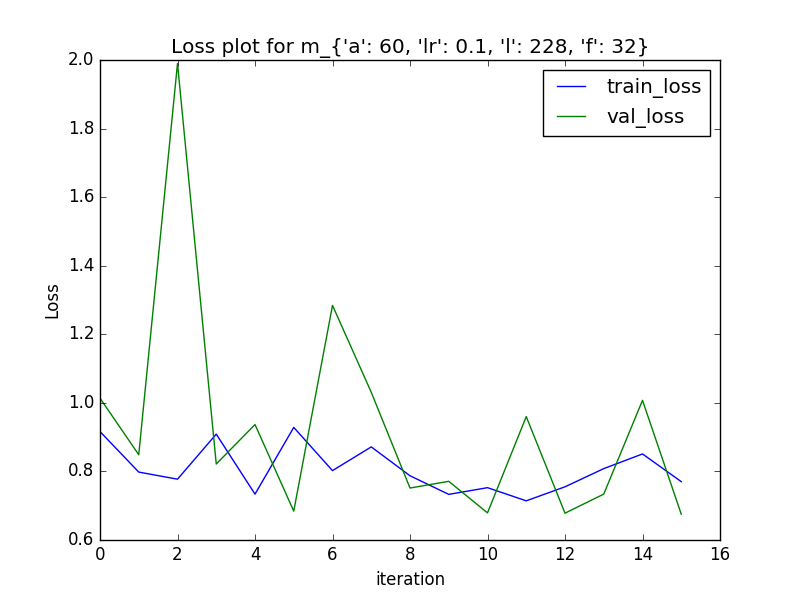 Loss plot for m_{'a': 60, 'lr': 0.1, 'l': 228, 'f': 32}
train_loss
val_loss
2.0
1.8
1.6
1.4
1.2
1.0
0.8
0.6
Loss
0 2 4 6 8 10 12 14 16
iteration